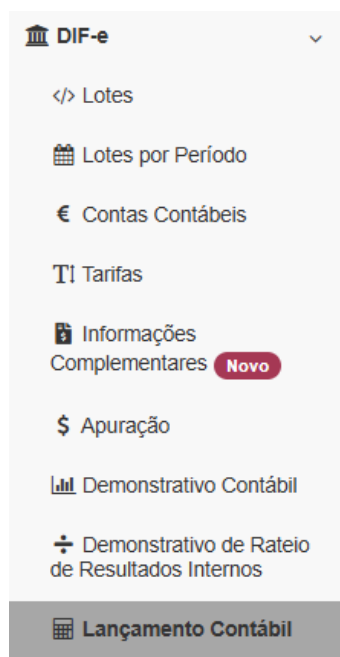 DIF-e
Lotes
Lotes por Período
Contas Contábeis
Tarifas
Informações
Complementares Novo
Apuração
Demonstrativo Contábil
Demonstrativo de Rateio
de Resultados Internos
Lançamento Contábil